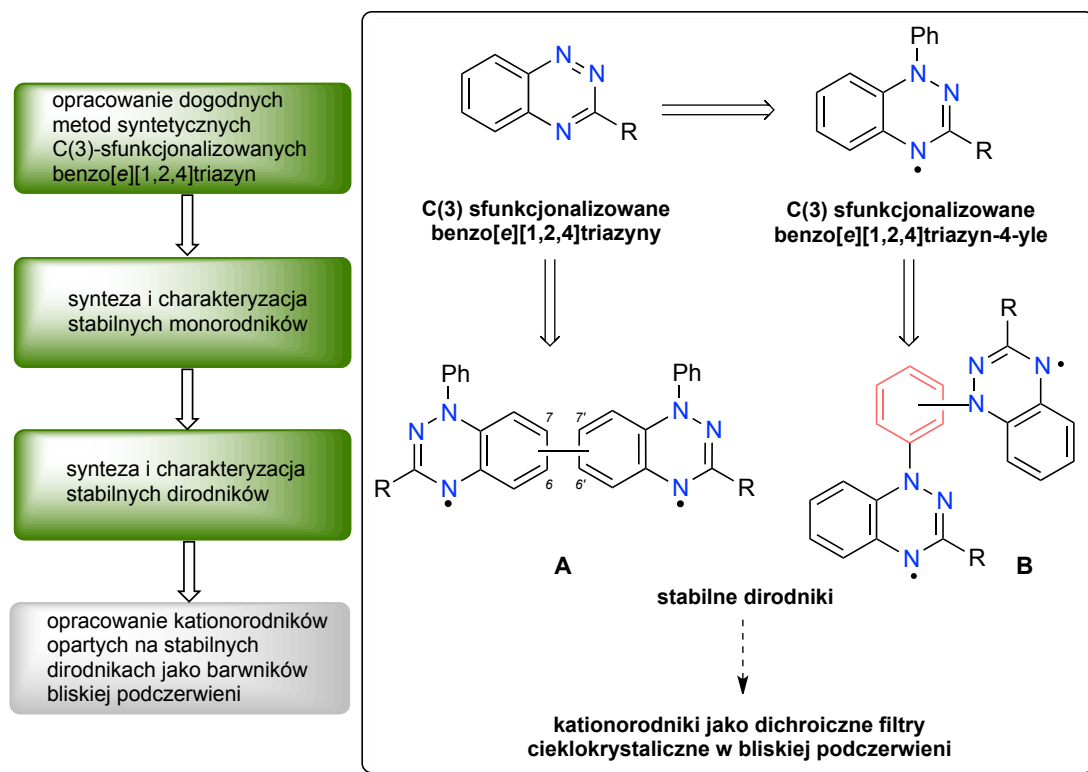 opracowanie dogodnych
metod syntetycznych
C(3)-sfunkcjonalizowanych
benzo[e][1,2,4]triazyn
synteza i charakteryzacja
stabilnych monorodników
synteza i charakteryzacja
stabilnych dirodników
opracowanie kationorodników
opartych na stabilnych
dirodnikach jako barwników
bliskiej podczerwieni
N
N
N
R
Ph
N
N
N
•
R
C(3) sfunkcjonalizowane
benzo[e][1,2,4]triazyny
C(3) sfunkcjonalizowane
benzo[e][1,2,4]triazyn-4-yle
Ph
N
N
N
•
R
7
6
7'
6'
Ph
N
N
N
•
R
A
R
N
N
N
•
N
N
N
•
R
B
stabilne dirodniki
kationorodniki jako dichroiczne filtry
cieklokrystaliczne w bliskiej podczerwieni